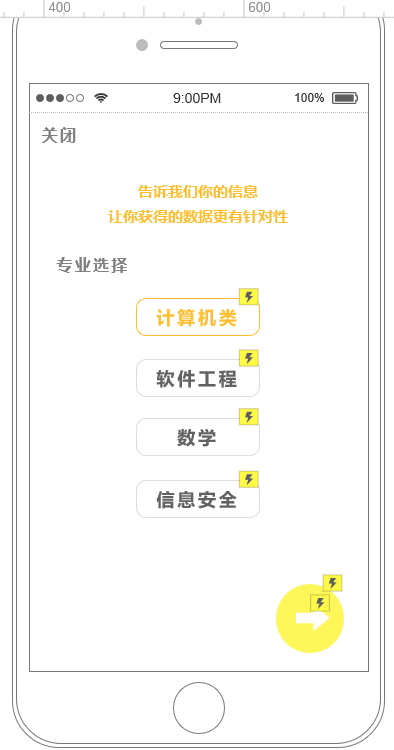 400
600
9:00PM
100%
关闭
告诉我们你的信息
让你获得的数据更有针对性
专业选择
计算机类
软件工程
数学
信息安全